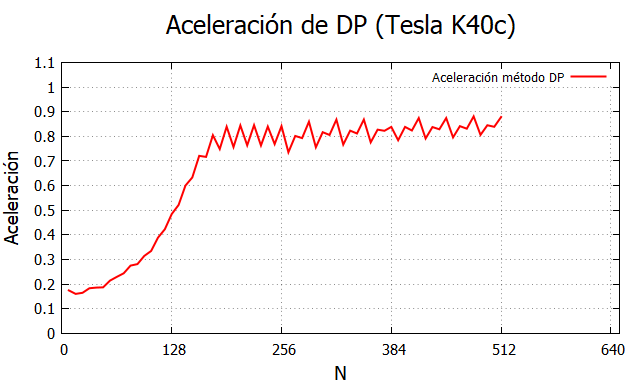 Aceleración de DP (Tesla K40c)
1.1
1
0.9
0.8
0.7
0.6
0.5
0.4
0.3
0.2
0.1
0
Aceleración método DP
Aceleración
0 128 256 384 512 640
N